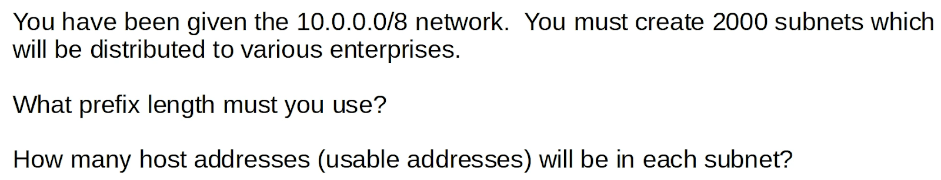 You have been given the 10.0.0.0/8 network.  You must create 2000 subnets which
will be distributed to various enterprises.
What prefix length must you use?
How many host addresses (usable addresses) will be in each subnet?